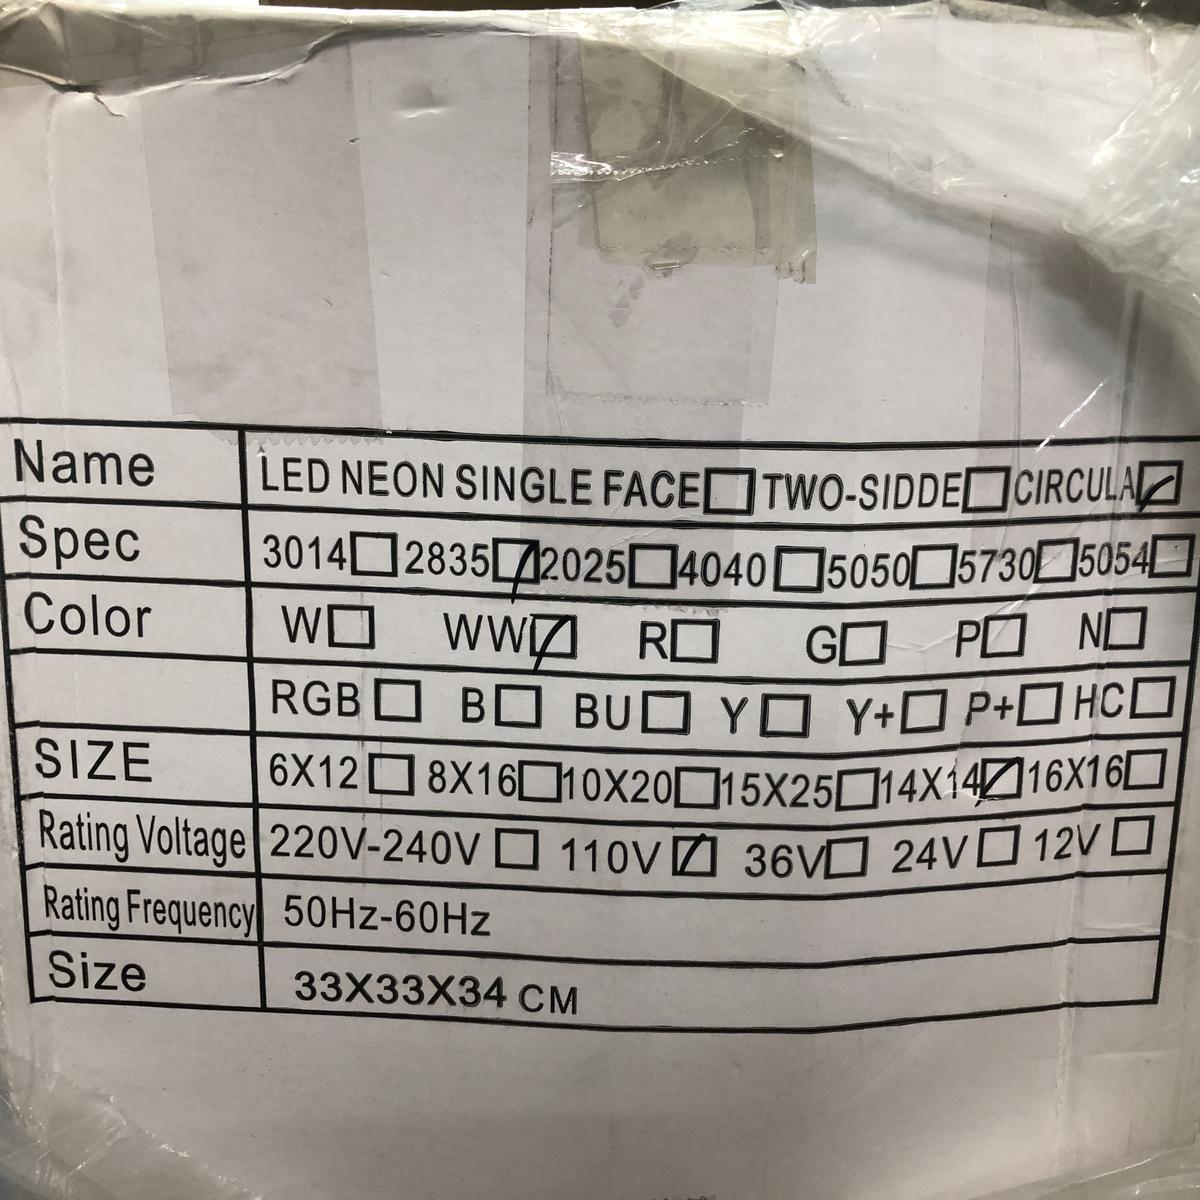 Name LED NEON SINGLE FACE☐ TWO-SIDDE☐ CIRCULA☑
Spec 3014☐ 2835☑ 2025☐ 4040☐ 5050☐ 5730☐ 5054☐
Color W☐ WW☑ R☐ G☐ P☐ N☐
RGB☐ B☐ BU☐ Y☐ Y+☐ P+☐ HC☐
SIZE 6X12☐ 8X16☐ 10X20☐ 15X25☐ 14X14☑ 16X16☐
Rating Voltage 220V-240V☐ 110V☑ 36V☐ 24V☐ 12V☐
Rating Frequency 50Hz-60Hz
Size 33X33X34 CM